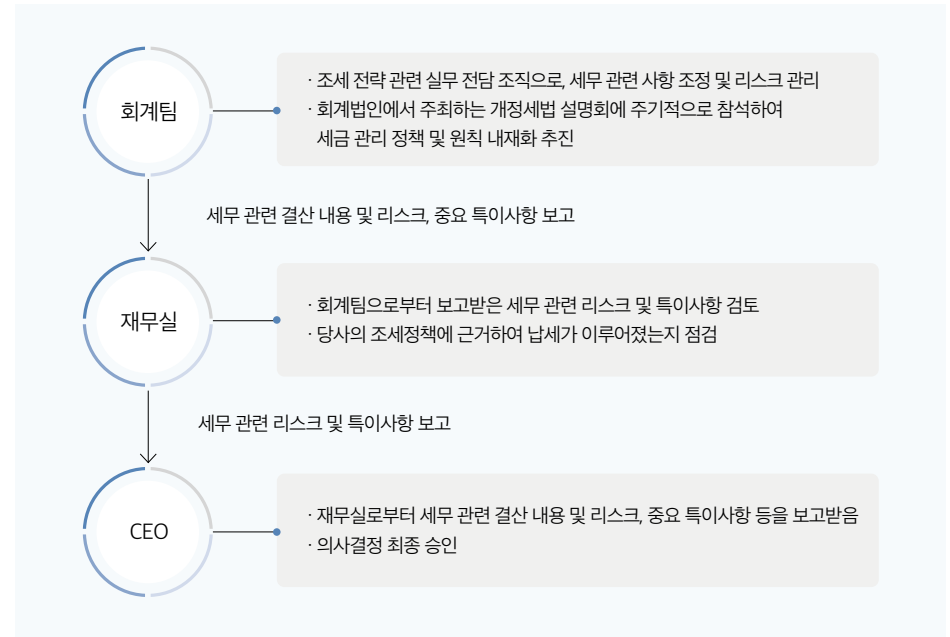 회계팀
· 조세 전략 관련 실무 전담 조직으로, 세무 관련 사항 조정 및 리스크 관리
· 회계법인에서 주최하는 개정세법 설명회에 주기적으로 참석하여
세금 관리 정책 및 원칙 내재화 추진
세무 관련 결산 내용 및 리스크, 중요 특이사항 보고
재무실
· 회계팀으로부터 보고받은 세무 관련 리스크 및 특이사항 검토
· 당사의 조세정책에 근거하여 납세가 이루어졌는지 점검
세무 관련 리스크 및 특이사항 보고
CEO
· 재무실로부터 세무 관련 결산 내용 및 리스크, 중요 특이사항 등을 보고받음
· 의사결정 최종 승인